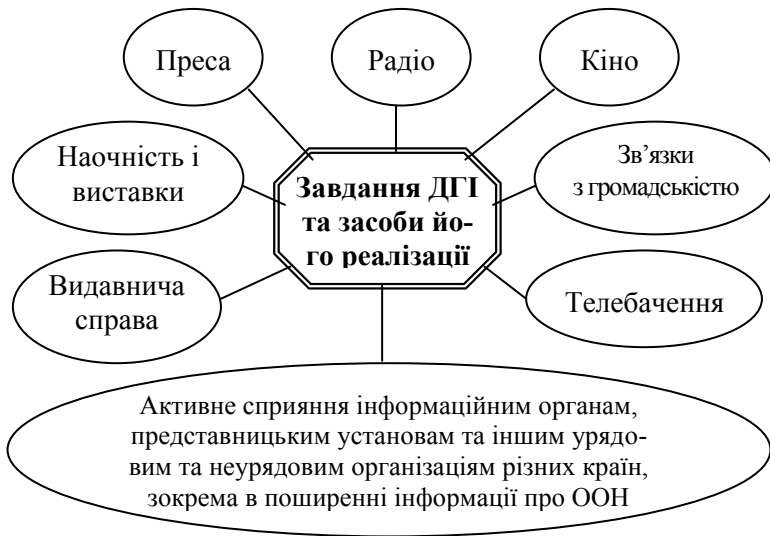 Преса
Радіо
Кіно
Наочність і
виставки
Завдання ДГІ
та засоби йо-
го реалізації
Зв’язки
з громадськістю
Видавнича
справа
Телебачення
Активне сприяння інформаційним органам,
представницьким установам та іншим урядо-
вим та неурядовим організаціям різних країн,
зокрема в поширенні інформації про ООН